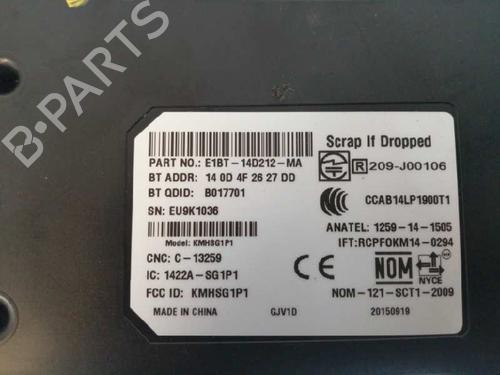 Scrap If Dropped
PART NO.: E1BT-14D212-MA
BT ADDR: 14 0D 4F 26 27 DD
R 209-J00106
BT QDID: B017701
CCAB14LP1900T1
SN: EU9K1036
ANATEL: 1259-14-1505
Model: KMHSG1P1
IFT:RCPFOKM14-0294
CNC: C-13259
IC: 1422A-SG1P1
CE
NOM
NYCE
FCC ID: KMHSG1P1
NOM-121-SCT1-2009
MADE IN CHINA
GJV1D
20150919
B-PARTS